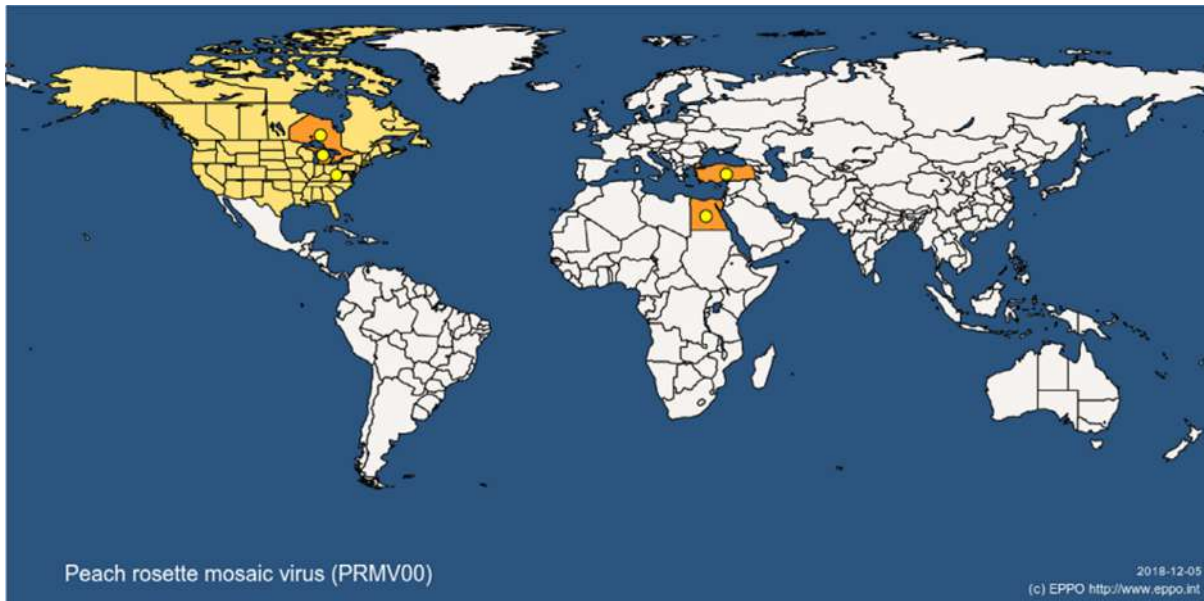 Peach rosette mosaic virus (PRMV00)
2018-12-05
(c) EPPO http://www.eppo.int